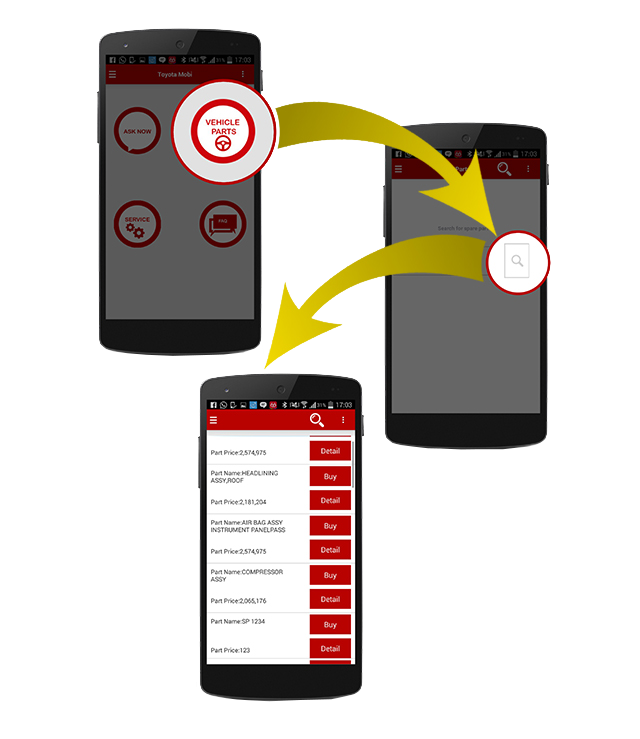 17:03
Toyota Mobi
ASK NOW
VEHICLE
PARTS
SERVICE
FAQ
31% 17:03
Search for spare par
31% 17:03
Part Price:2,574,975
Detail
Part Name:HEADLINING
ASSY,ROOF
Buy
Part Price:2,181,204
Detail
Part Name:AIR BAG ASSY
INSTRUMENT PANELPASS
Buy
Part Price:2,574,975
Detail
Part Name:COMPRESSOR
ASSY
Buy
Part Price:2,065,176
Detail
Part Name:SP 1234
Buy
Part Price:123
Detail